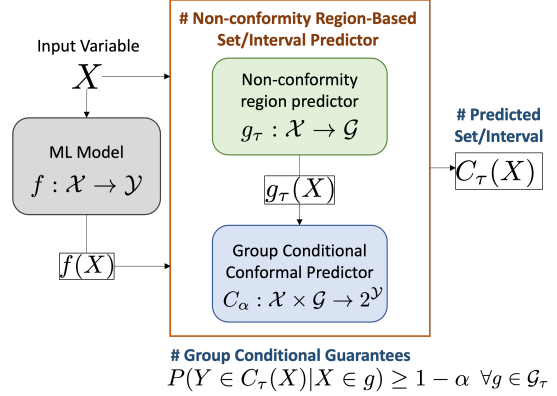 # Non-conformity Region-Based
Set/Interval Predictor
Input Variable
X
Non-conformity
region predictor
g_τ : 𝒳 → 𝒢
ML Model
f : 𝒳 → 𝒴
# Predicted
Set/Interval
C_τ(X)
g_τ(X)
f(X)
Group Conditional
Conformal Predictor
C_α : 𝒳 × 𝒢 → 2^𝒴
# Group Conditional Guarantees
P(Y ∈ C_τ(X)|X ∈ g) ≥ 1 − α ∀g ∈ 𝒢_τ